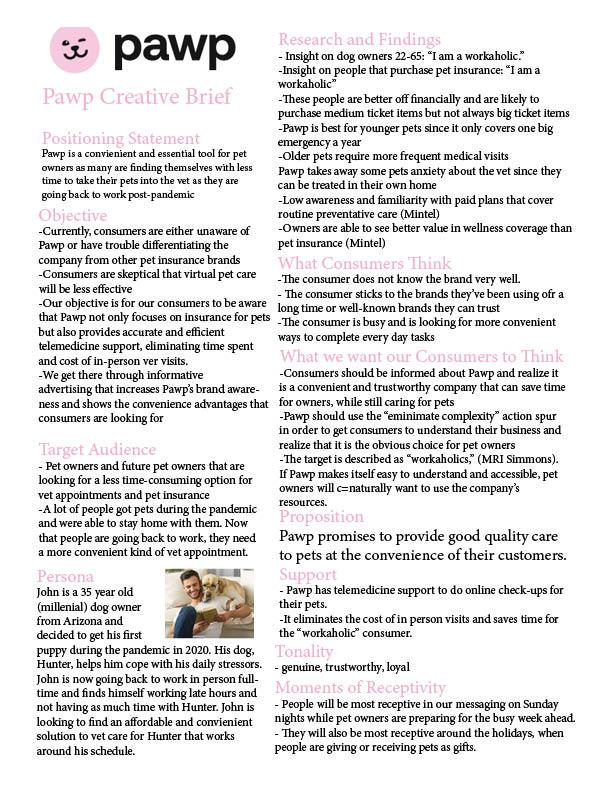 pawp
Pawp Creative Brief
Positioning Statement
Pawp is a convienient and essential tool for pet
owners as many are finding themselves with less
time to take their pets into the vet as they are
going back to work post-pandemic
Objective
-Currently, consumers are either unaware of
Pawp or have trouble differentiating the
company from other pet insurance brands
-Consumers are skeptical that virtual pet care
will be less effective
-Our objective is for our consumers to be aware
that Pawp not only focuses on insurance for pets
but also provides accurate and efficient
telemedicine support, eliminating time spent
and cost of in-person ver visits.
-We get there through informative
advertising that increases Pawp's brand aware-
ness and shows the convenience advantages that
consumers are looking for
Target Audience
- Pet owners and future pet owners that are
looking for a less time-consuming option for
vet appointments and pet insurance
-A lot of people got pets during the pandemic
and were able to stay home with them. Now
that people are going back to work, they need
a more convenient kind of vet appointment.
Persona
John is a 35 year old
(millenial) dog owner
from Arizona and
decided to get his first
puppy during the pandemic in 2020. His dog,
Hunter, helps him cope with his daily stressors.
John is now going back to work in person full-
time and finds himself working late hours and
not having as much time with Hunter. John is
looking to find an affordable and convienient
solution to vet care for Hunter that works
around his schedule.
Research and Findings
- Insight on dog owners 22-65: “I am a workaholic.”
-Insight on people that purchase pet insurance: “I am a
workaholic”
-These people are better off financially and are likely to
purchase medium ticket items but not always big ticket items
-Pawp is best for younger pets since it only covers one big
emergency a year
-Older pets require more frequent medical visits
Pawp takes away some pets anxiety about the vet since they
can be treated in their own home
-Low awareness and familiarity with paid plans that cover
routine preventative care (Mintel)
-Owners are able to see better value in wellness coverage than
pet insurance (Mintel)
What Consumers Think
-The consumer does not know the brand very well.
- The consumer sticks to the brands they've been using ofr a
long time or well-known brands they can trust
-The consumer is busy and is looking for more convenient
ways to complete every day tasks
What we want our Consumers to Think
-Consumers should be informed about Pawp and realize it
is a convenient and trustworthy company that can save time
for owners, while still caring for pets
-Pawp should use the “eminimate complexity” action spur
in order to get consumers to understand their business and
realize that it is the obvious choice for pet owners
-The target is described as “workaholics,” (MRI Simmons).
If Pawp makes itself easy to understand and accessible, pet
owners will c=naturally want to use the company's
resources.
Proposition
Pawp promises to provide good quality care
to pets at the convenience of their customers.
Support
- Pawp has telemedicine support to do online check-ups for
their pets.
-It eliminates the cost of in person visits and saves time for
the “workaholic” consumer.
Tonality
- genuine, trustworthy, loyal
Moments of Receptivity
- People will be most receptive in our messaging on Sunday
nights while pet owners are preparing for the busy week ahead.
- They will also be most receptive around the holidays, when
people are giving or receiving pets as gifts.